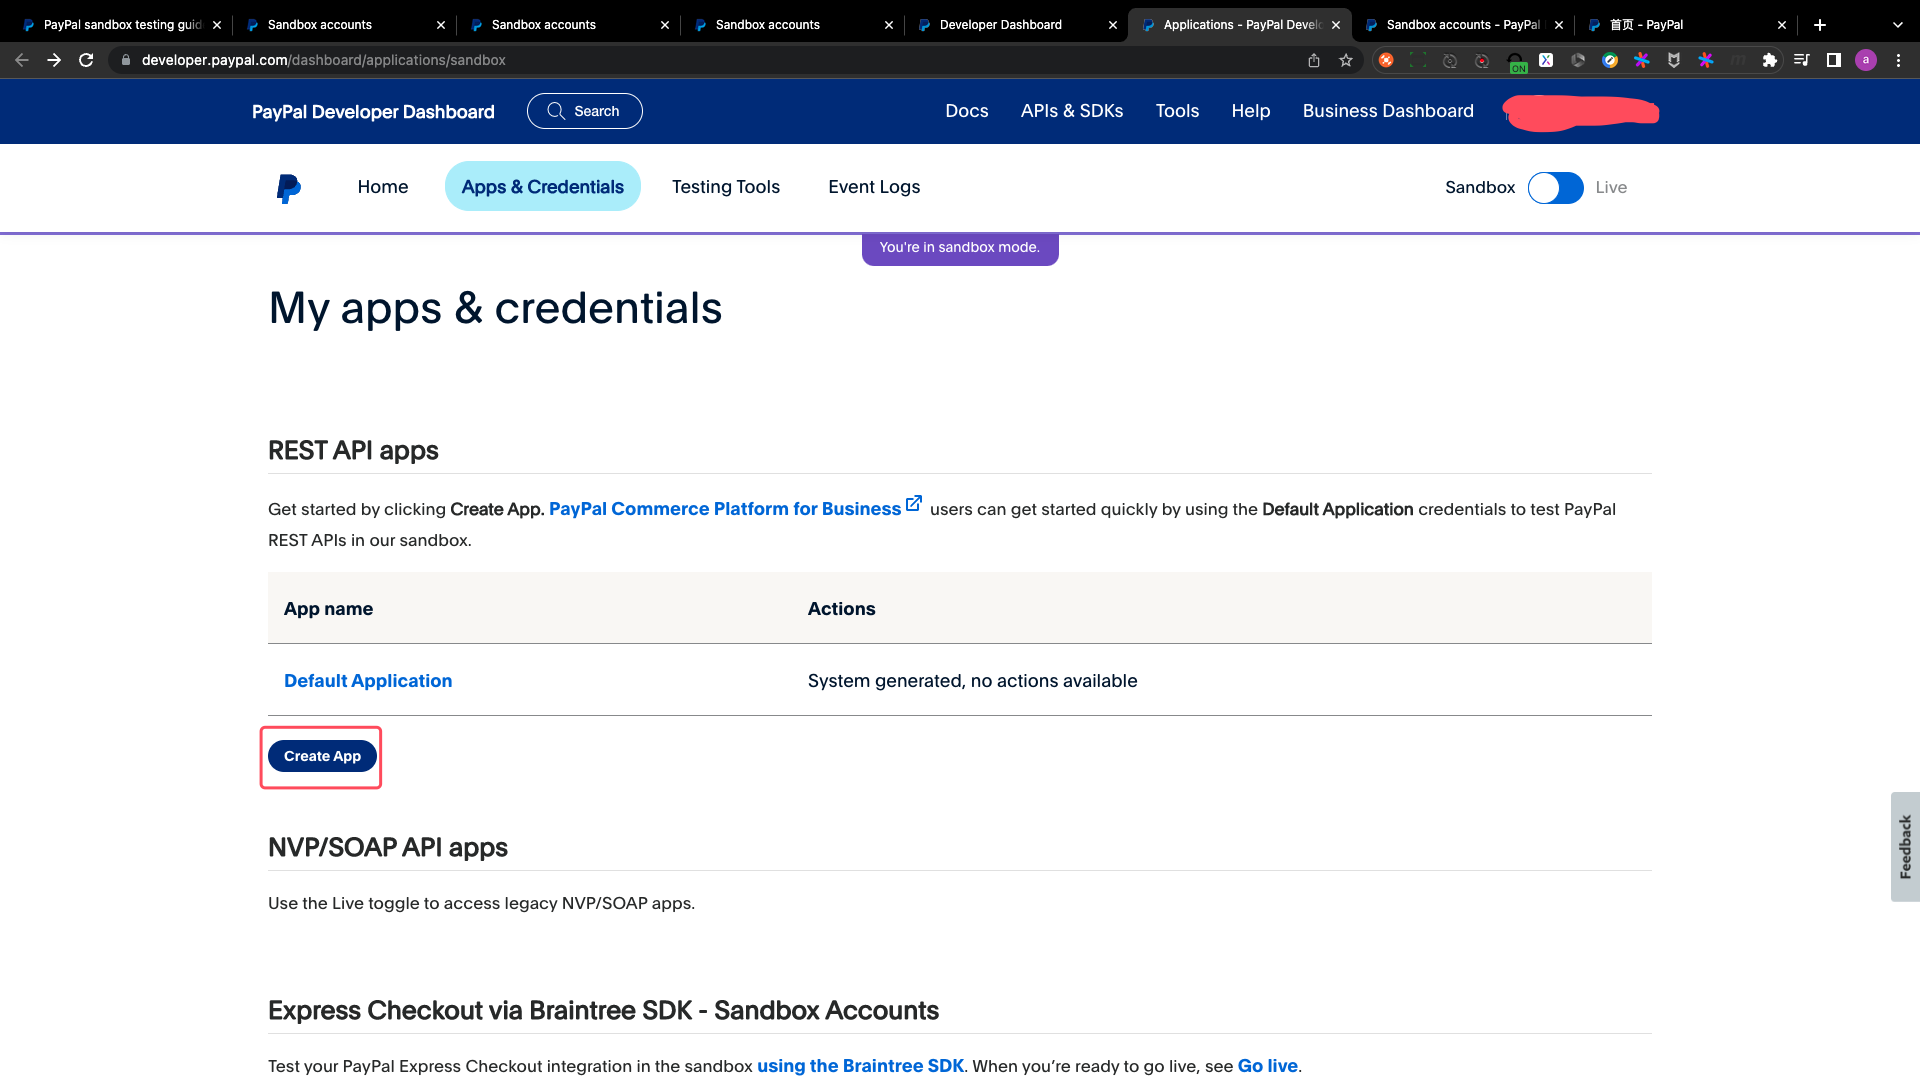 PayPal sandbox testing guid
Sandbox accounts
Sandbox accounts
Sandbox accounts
Developer Dashboard
Applications - PayPal Develo
Sandbox accounts - PayPal
首页 - PayPal
developer.paypal.com/dashboard/applications/sandbox
ON
a
PayPal Developer Dashboard
Search
Docs
APIs & SDKs
Tools
Help
Business Dashboard
Home
Apps & Credentials
Testing Tools
Event Logs
Sandbox
Live
You're in sandbox mode.
My apps & credentials
REST API apps
Get started by clicking Create App. PayPal Commerce Platform for Business users can get started quickly by using the Default Application credentials to test PayPal
REST APIs in our sandbox.
App name
Actions
Default Application
System generated, no actions available
Create App
Feedback
NVP/SOAP API apps
Use the Live toggle to access legacy NVP/SOAP apps.
Express Checkout via Braintree SDK - Sandbox Accounts
Test your PayPal Express Checkout integration in the sandbox using the Braintree SDK. When you’re ready to go live, see Go live.